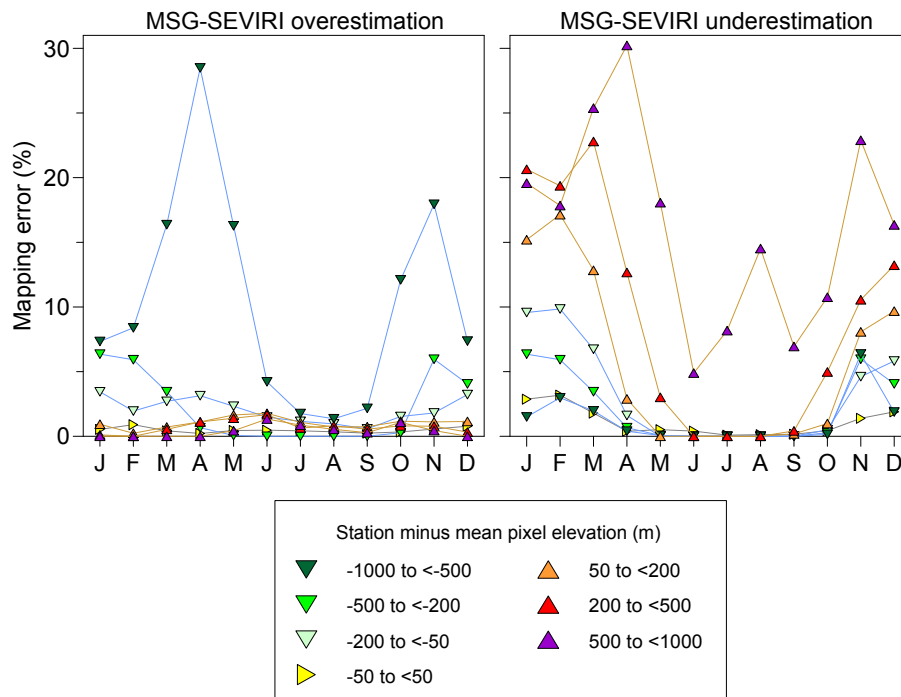 MSG-SEVIRI overestimation
MSG-SEVIRI underestimation
Mapping error (%)
30
20
10
0
J F M A M J J A S O N D
J F M A M J J A S O N D
Station minus mean pixel elevation (m)
-1000 to <-500
-500 to <-200
-200 to <-50
-50 to <50
50 to <200
200 to <500
500 to <1000